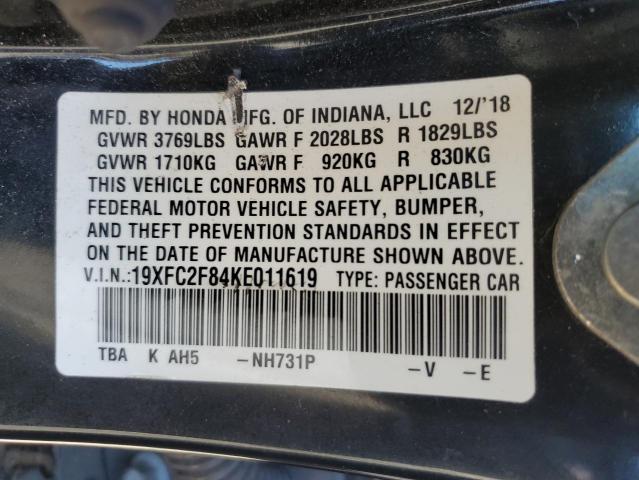 MFD. BY HONDA MFG. OF INDIANA, LLC 12/'18
GVWR 3769LBS GAWR F 2028LBS R 1829LBS
GVWR 1710KG GAWR F 920KG R 830KG
THIS VEHICLE CONFORMS TO ALL APPLICABLE
FEDERAL MOTOR VEHICLE SAFETY, BUMPER,
AND THEFT PREVENTION STANDARDS IN EFFECT
ON THE DATE OF MANUFACTURE SHOWN ABOVE.
V.I.N.:19XFC2F84KE011619 TYPE: PASSENGER CAR
TBA K AH5 -NH731P -V -E